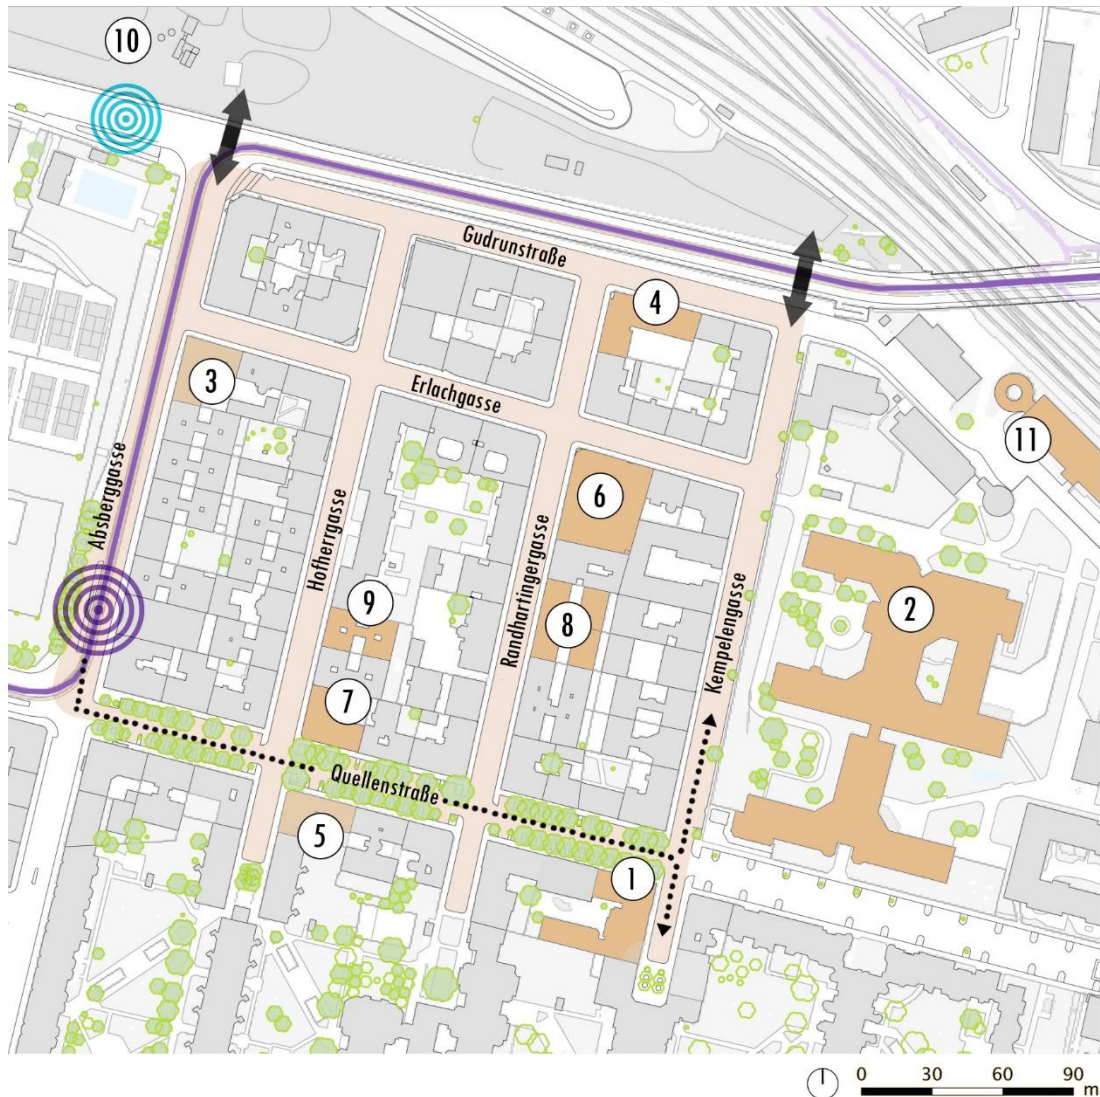 10
Gudrunstraße
4
3
Erlachgasse
11
Absberggasse
Hofherrgasse
6
Randhartingergasse
9
8
2
Kempelengasse
7
Quellenstraße
5
1
0 30 60 90
m